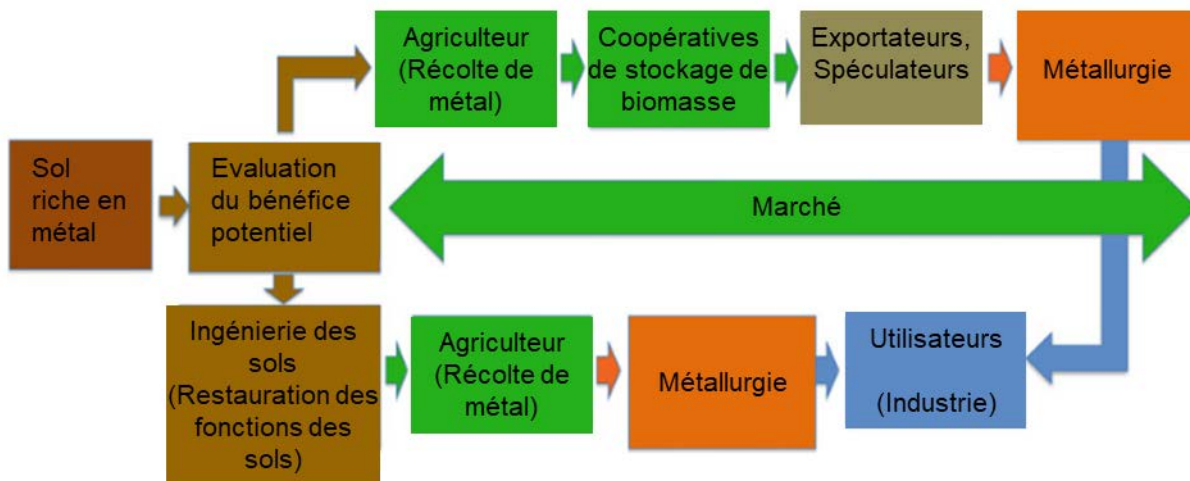 Agriculteur
(Récolte de
métal)
Coopératives
de stockage de
biomasse
Exportateurs,
Spéculateurs
Métallurgie
Sol
riche en
métal
Evaluation
du bénéfice
potentiel
Marché
Ingénierie des
sols
(Restauration des
fonctions des
sols)
Agriculteur
(Récolte de
métal)
Métallurgie
Utilisateurs
(Industrie)